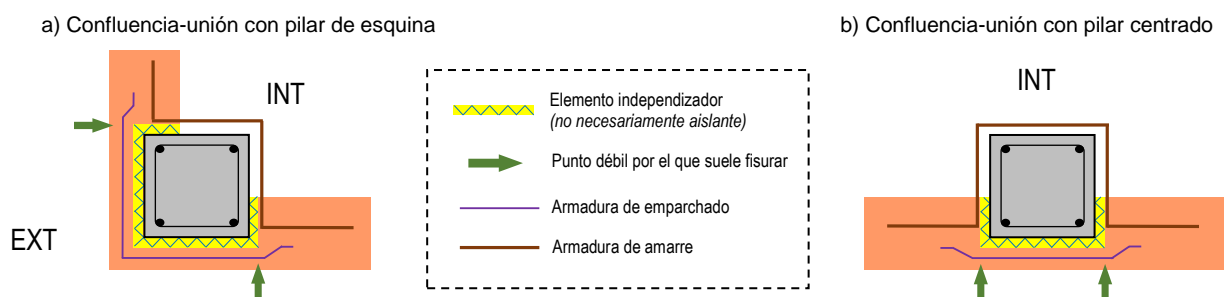 a) Confluencia-unión con pilar de esquina
b) Confluencia-unión con pilar centrado
INT
EXT
Elemento independizador
(no necesariamente aislante)
Punto débil por el que suele fisurar
Armadura de emparchado
Armadura de amarre
INT